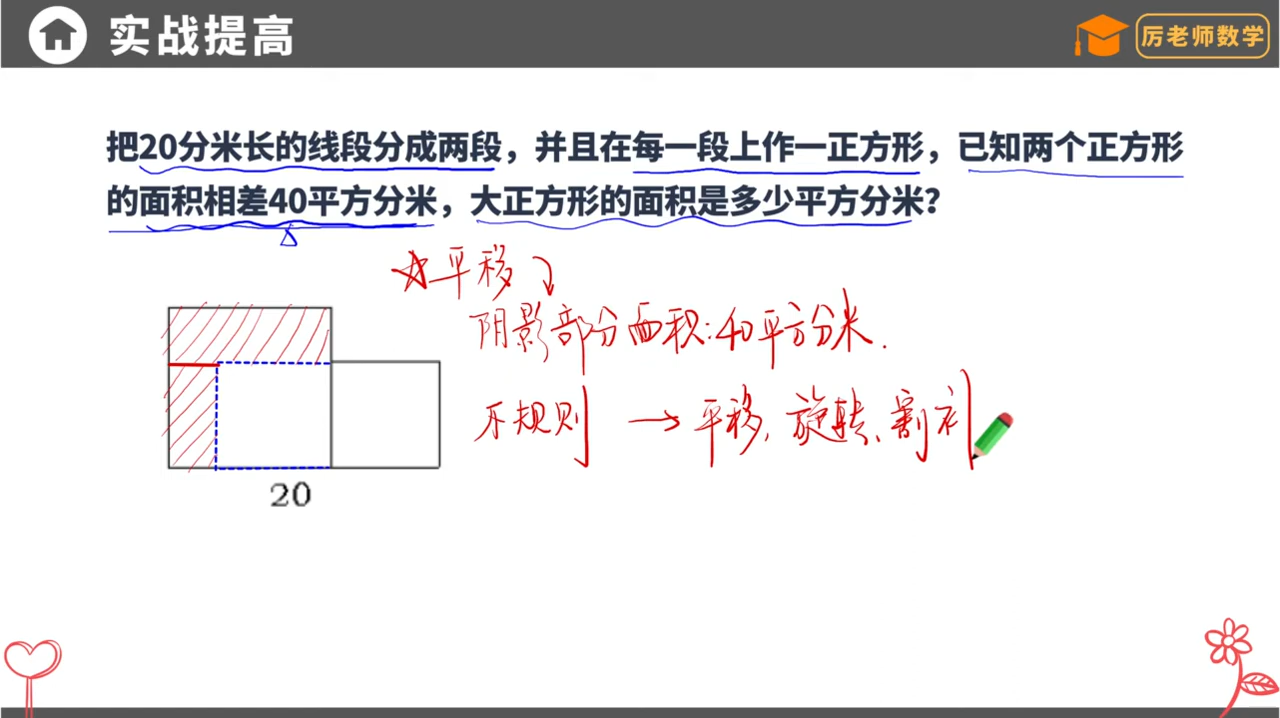 实战提高
厉老师数学
把20分米长的线段分成两段，并且在每一段上作一正方形，已知两个正方形
的面积相差40平方分米，大正方形的面积是多少平方分米？
☆平移
阴影部分面积：40平方分米.
不规则 → 平移、旋转、割补
20